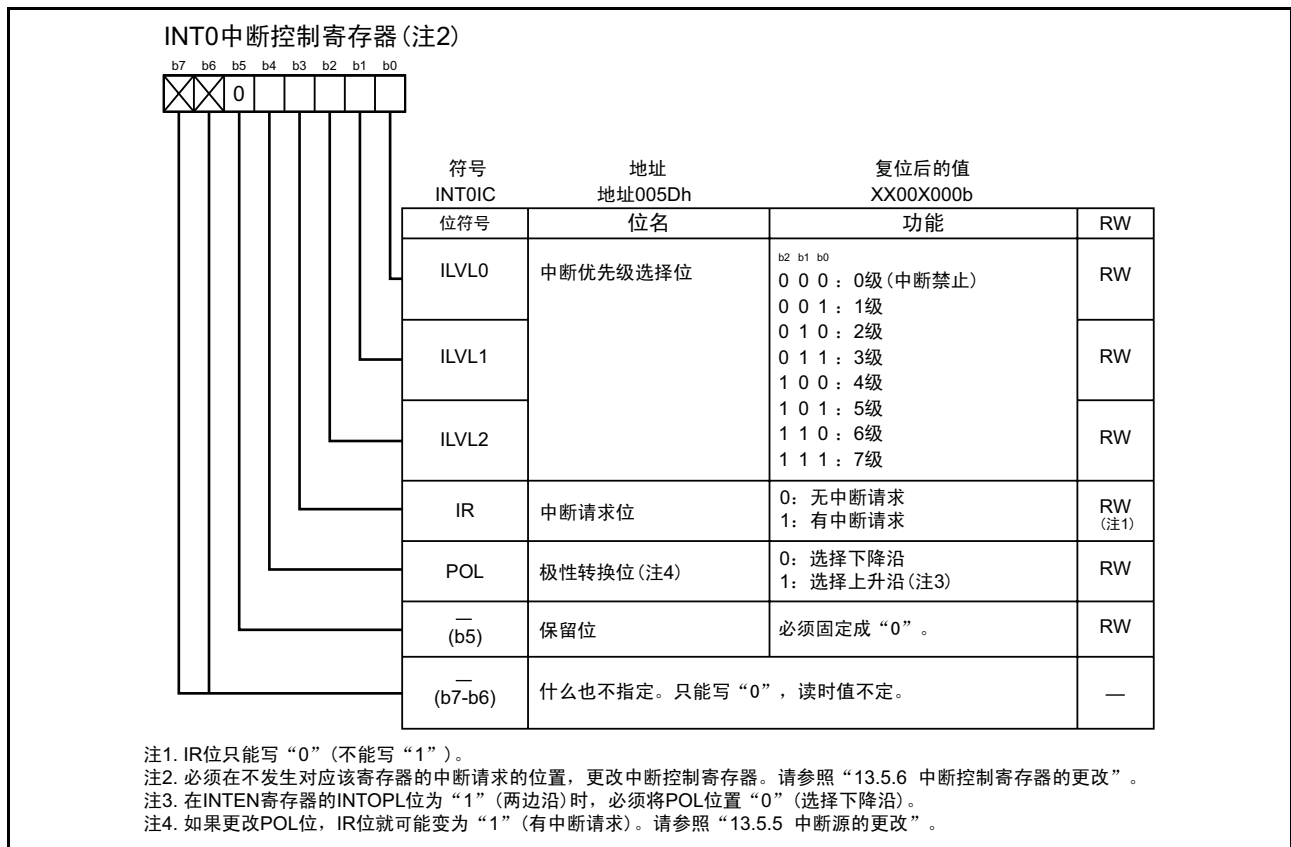 INT0中断控制寄存器(注2)
b7 b6 b5 b4 b3 b2 b1 b0
0
符号 地址 复位后的值
INT0IC 地址005Dh XX00X000b
位符号 位名 功能 RW
ILVL0 中断优先级选择位 RW
b2 b1 b0
0 0 0：0级(中断禁止)
0 0 1：1级
0 1 0：2级
ILVL1 RW
0 1 1：3级
1 0 0：4级
1 0 1：5级
ILVL2 RW
1 1 0：6级
1 1 1：7级
IR 中断请求位 RW
(注1)
0：无中断请求
1：有中断请求
POL 极性转换位(注4) RW
0：选择下降沿
1：选择上升沿(注3)
—
(b5) 保留位 必须固定成“0”。 RW
—
(b7-b6) 什么也不指定。只能写“0”，读时值不定。 —
注1. IR位只能写“0”(不能写“1”)。
注2. 必须在不发生对应该寄存器的中断请求的位置，更改中断控制寄存器。请参照“13.5.6 中断控制寄存器的更改”。
注3. 在INTEN寄存器的INTOPL位为“1”(两边沿)时，必须将POL位置“0”(选择下降沿)。
注4. 如果更改POL位，IR位就可能变为“1”(有中断请求)。请参照“13.5.5 中断源的更改”。